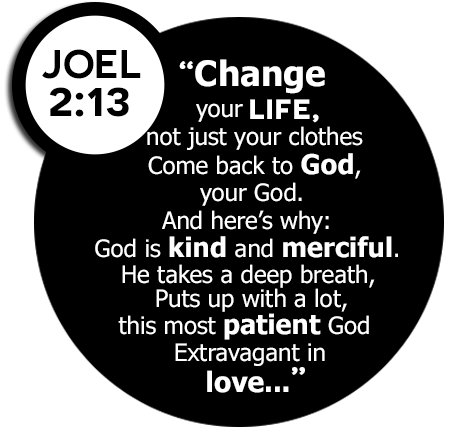 JOEL
2:13
“Change
your LIFE,
not just your clothes
Come back to God,
your God.
And here’s why:
God is kind and merciful.
He takes a deep breath,
Puts up with a lot,
this most patient God
Extravagant in
love...”